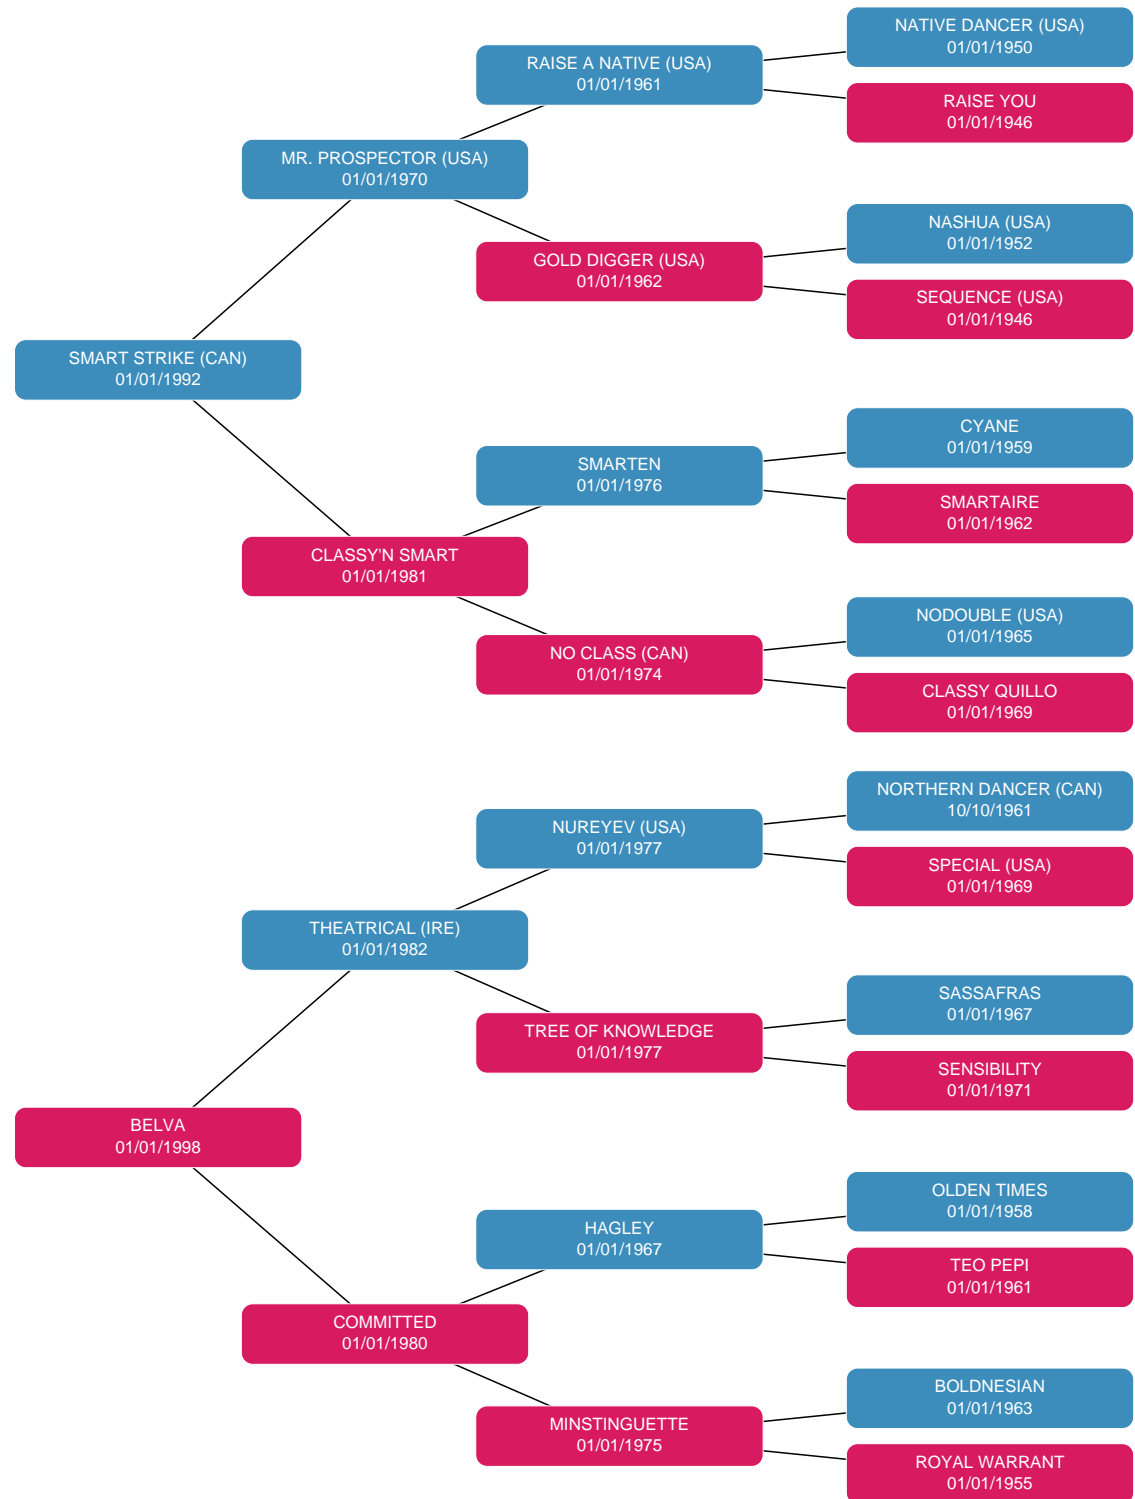 NATIVE DANCER (USA)
01/01/1950
RAISE A NATIVE (USA)
01/01/1961
RAISE YOU
01/01/1946
MR. PROSPECTOR (USA)
01/01/1970
NASHUA (USA)
01/01/1952
GOLD DIGGER (USA)
01/01/1962
SEQUENCE (USA)
01/01/1946
SMART STRIKE (CAN)
01/01/1992
CYANE
01/01/1959
SMARTEN
01/01/1976
SMARTAIRE
01/01/1962
CLASSY'N SMART
01/01/1981
NODOUBLE (USA)
01/01/1965
NO CLASS (CAN)
01/01/1974
CLASSY QUILLO
01/01/1969
NORTHERN DANCER (CAN)
10/10/1961
NUREYEV (USA)
01/01/1977
SPECIAL (USA)
01/01/1969
THEATRICAL (IRE)
01/01/1982
SASSAFRAS
01/01/1967
TREE OF KNOWLEDGE
01/01/1977
SENSIBILITY
01/01/1971
BELVA
01/01/1998
OLDEN TIMES
01/01/1958
HAGLEY
01/01/1967
TEO PEPI
01/01/1961
COMMITTED
01/01/1980
BOLDNESIAN
01/01/1963
MINSTINGUETTE
01/01/1975
ROYAL WARRANT
01/01/1955